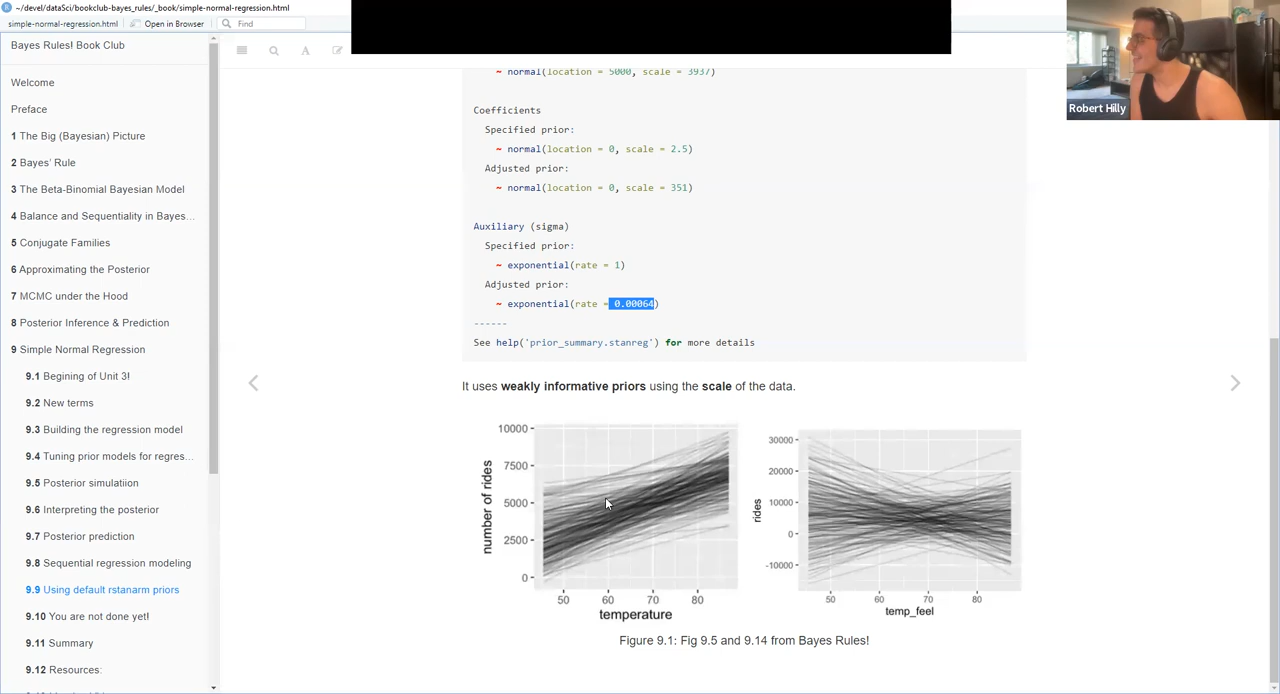 ~/devel/dataSci/bookclub-bayes_rules/_book/simple-normal-regression.html
simple-normal-regression.html Open in Browser Find
Bayes Rules! Book Club
Welcome
Preface
1 The Big (Bayesian) Picture
2 Bayes' Rule
3 The Beta-Binomial Bayesian Model
4 Balance and Sequentiality in Bayes...
5 Conjugate Families
6 Approximating the Posterior
7 MCMC under the Hood
8 Posterior Inference & Prediction
9 Simple Normal Regression
9.1 Begining of Unit 3!
9.2 New terms
9.3 Building the regression model
9.4 Tuning prior models for regres...
9.5 Posterior simulatiion
9.6 Interpreting the posterior
9.7 Posterior prediction
9.8 Sequential regression modeling
9.9 Using default rstanarm priors
9.10 You are not done yet!
9.11 Summary
9.12 Resources:
A
~ normal(location = 5000, scale = 3937)
Coefficients
Specified prior:
~ normal(location = 0, scale = 2.5)
Adjusted prior:
~ normal(location = 0, scale = 351)
Auxiliary (sigma)
Specified prior:
~ exponential(rate = 1)
Adjusted prior:
~ exponential(rate = 0.00064)
------
See help('prior_summary.stanreg') for more details
It uses weakly informative priors using the scale of the data.
10000
7500
5000
2500
0
number of rides
50 60 70 80
temperature
30000
20000
10000
0
-10000
rides
50 60 70 80
temp_feel
Figure 9.1: Fig 9.5 and 9.14 from Bayes Rules!
Robert Hilly